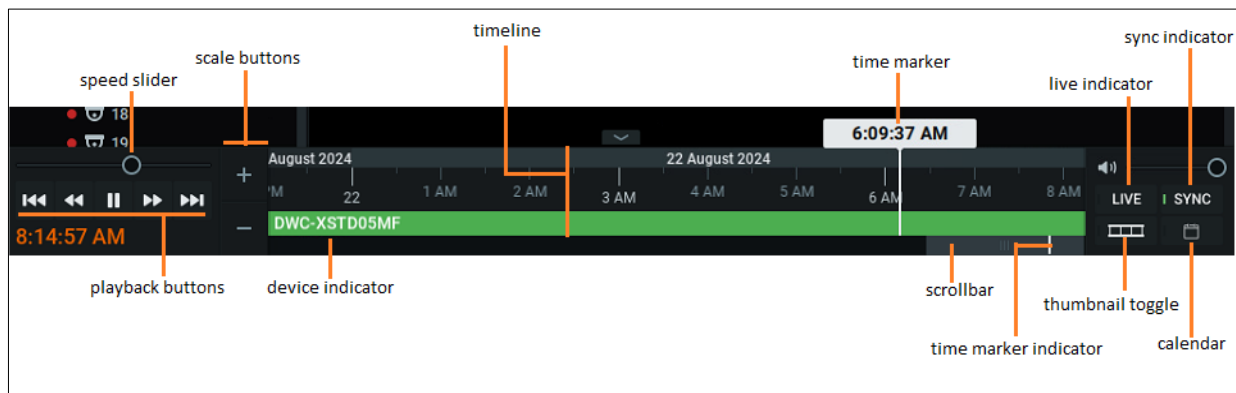 timeline
sync indicator
scale buttons
time marker
speed slider
live indicator
18
19
6:09:37 AM
August 2024
22 August 2024
+
PM
22
1 AM
2 AM
3 AM
4 AM
5 AM
6 AM
7 AM
8 AM
LIVE
SYNC
DWC-XSTD05MF
−
8:14:57 AM
playback buttons
device indicator
scrollbar
thumbnail toggle
time marker indicator
calendar